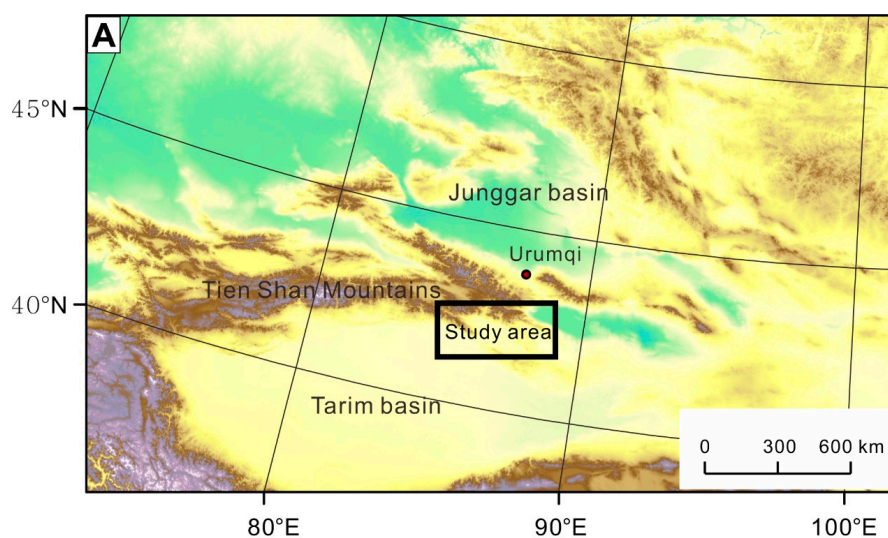 A
45°N
Junggar basin
Urumqi
Tien Shan Mountains
40°N
Study area
Tarim basin
0 300 600 km
80°E 90°E 100°E